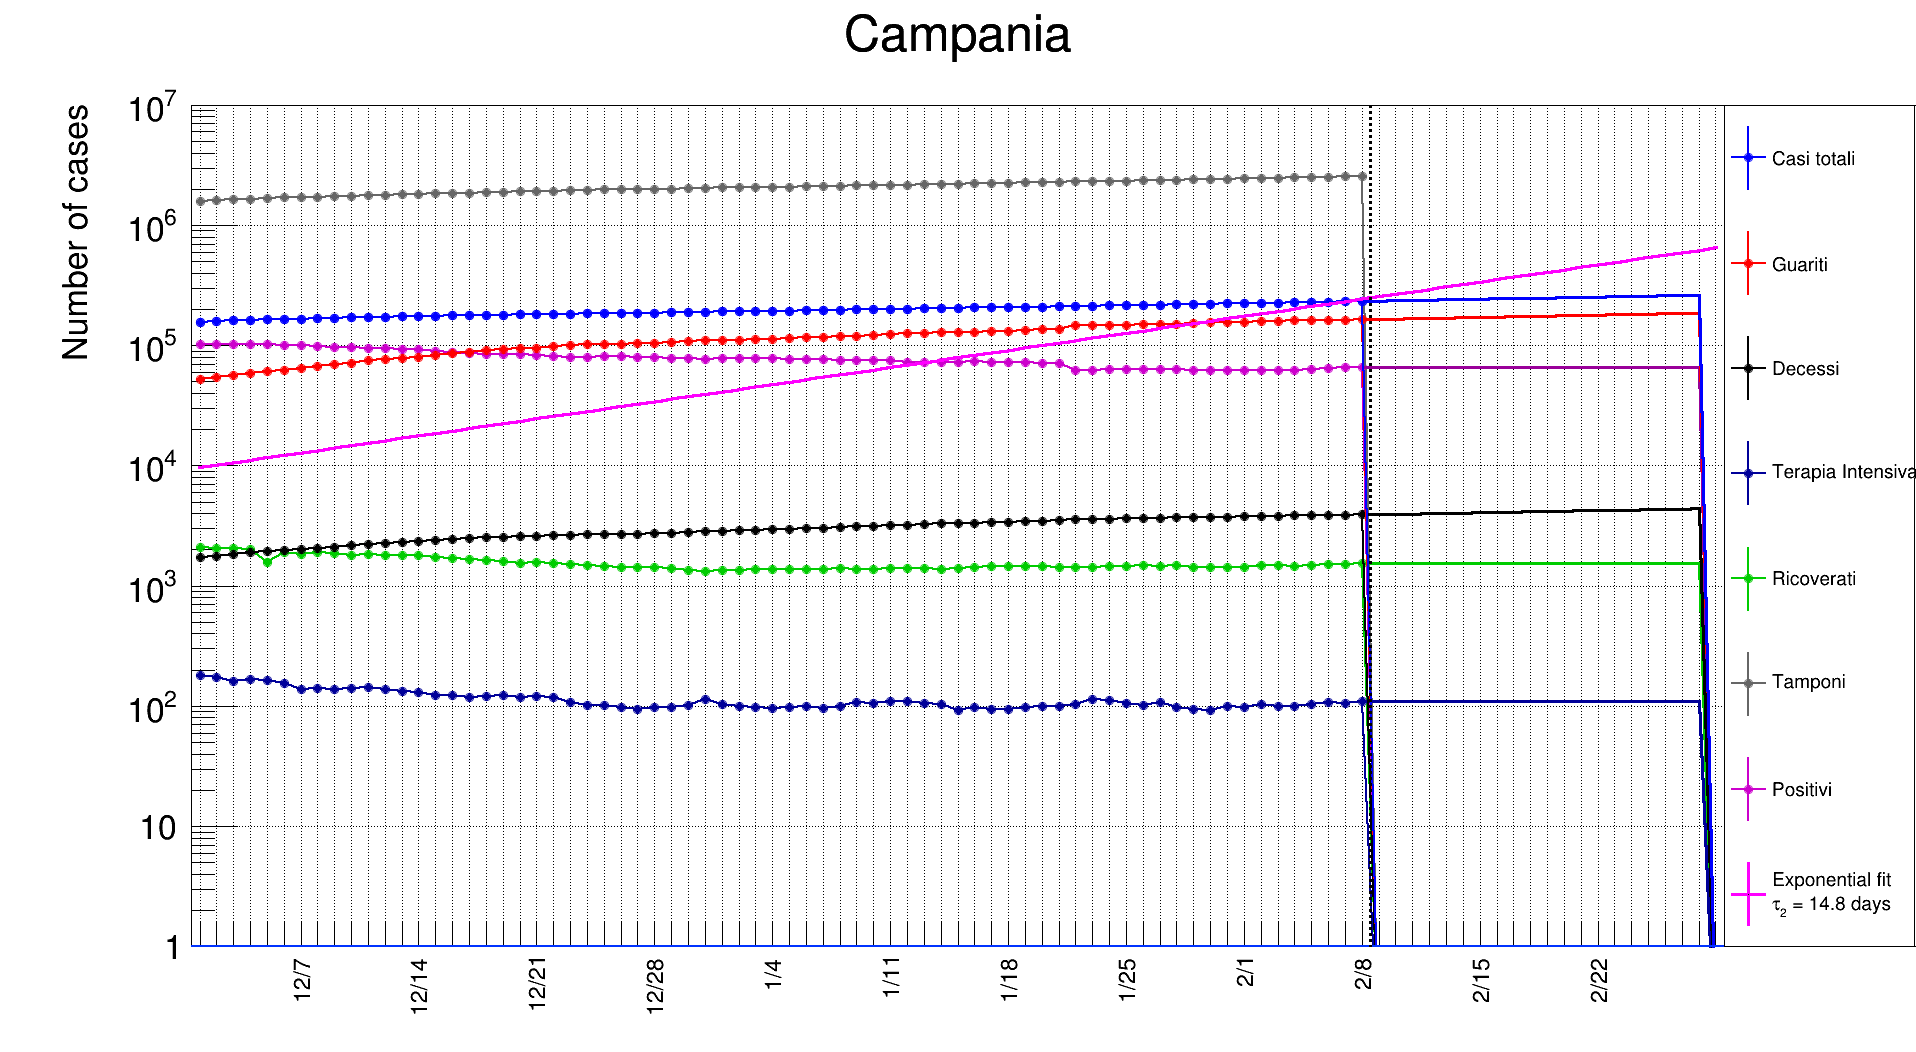 Campania
Number of cases
10^7
10^6
10^5
10^4
10^3
10^2
10
1
12/7
12/14
12/21
12/28
1/4
1/11
1/18
1/25
2/1
2/8
2/15
2/22
Casi totali
Guariti
Decessi
Terapia Intensiva
Ricoverati
Tamponi
Positivi
Exponential fit
τ_2 = 14.8 days